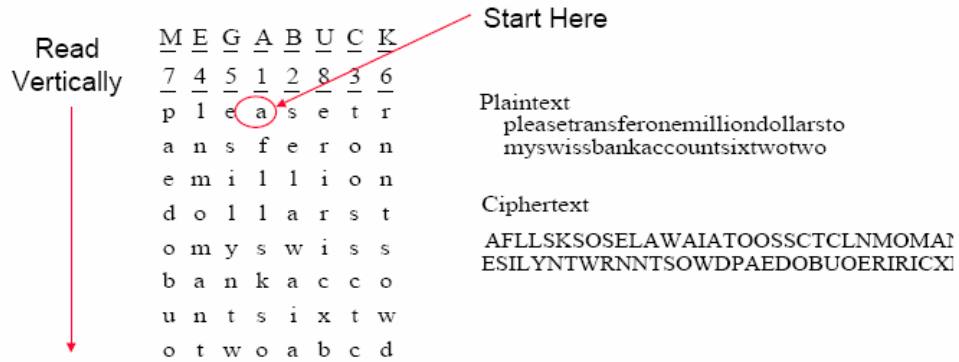 Start Here
Read
Vertically
M E G A B U C K
7 4 5 1 2 8 3 6
p l e a s e t r
a n s f e r o n
e m i l l i o n
d o l l a r s t
o m y s w i s s
b a n k a c c o
u n t s i x t w
o t w o a b c d
Plaintext
pleasetransferonemilliondollarsto
myswissbankaccountsixtwotwo
Ciphertext
AFLLSKSOSELAWAIATOOSSCTCLNMOMAN
ESILYNTWRNNTSOWDPAEDOBUOERIRICX